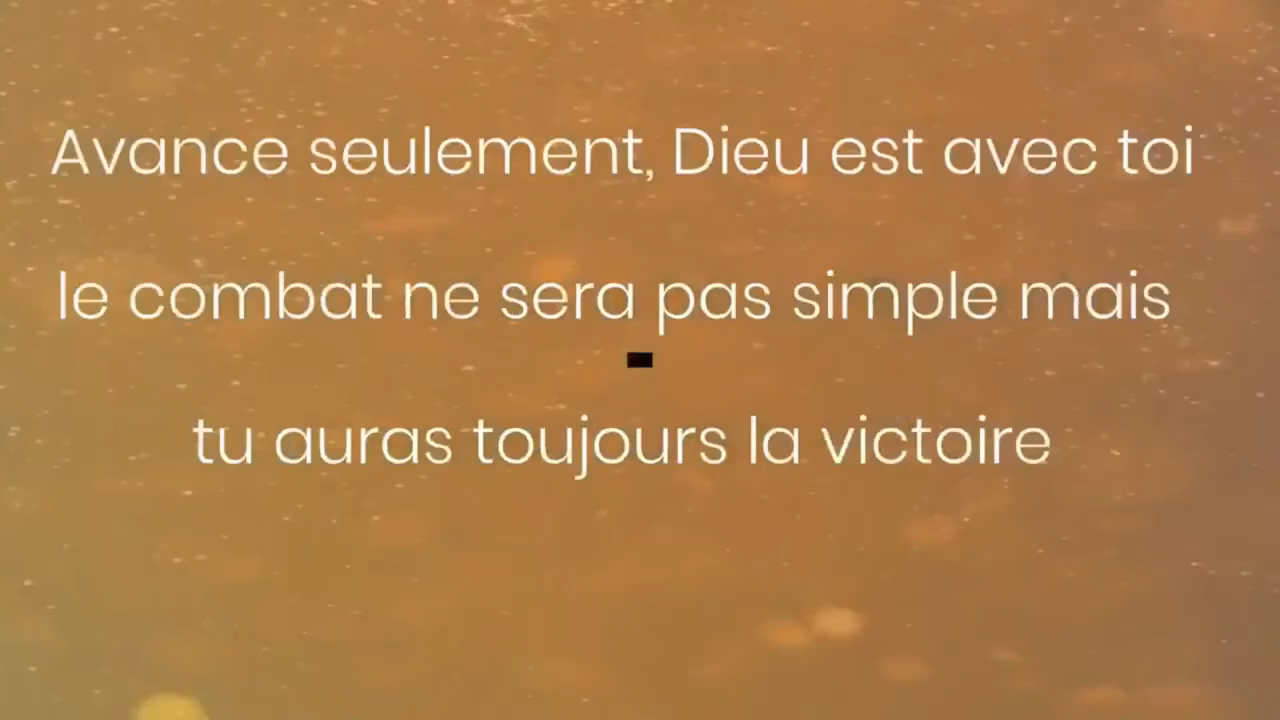 Avance seulement, Dieu est avec toi
le combat ne sera pas simple mais
tu auras toujours la victoire